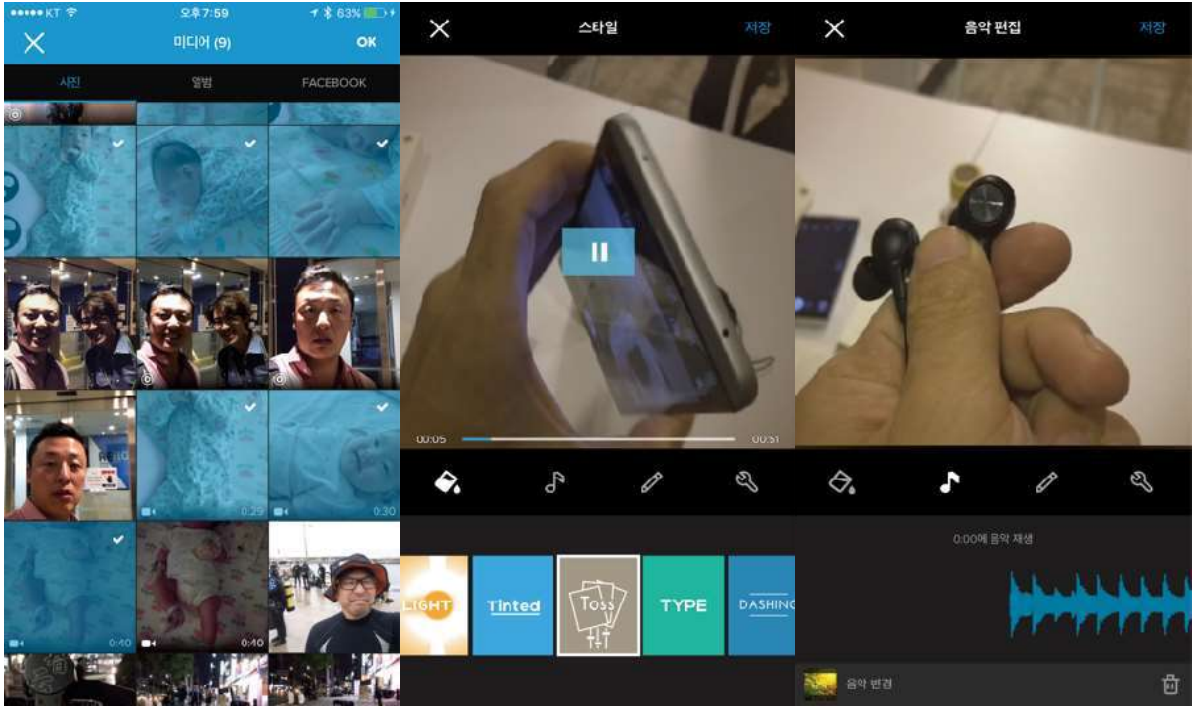 KT 오후 7:59 63%
미디어 (9) OK
사진 앨범 FACEBOOK
0:29 0:30
0:40 0:40
스타일 저장
00:05 00:51
LIGHT Tinted Toss TYPE DASHING
음악 편집 저장
0:00에 음악 재생
음악 변경